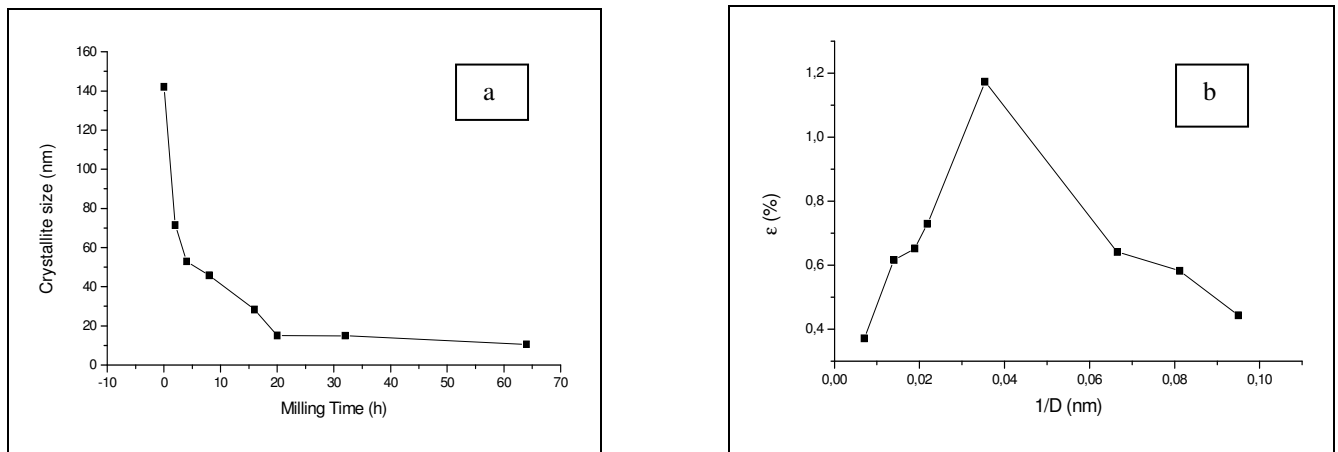 a
160
140
120
100
80
60
40
20
0
Crystallite size (nm)
-10 0 10 20 30 40 50 60 70
Milling Time (h)
b
1,2
1,0
0,8
0,6
0,4
ε (%)
0,00 0,02 0,04 0,06 0,08 0,10
1/D (nm)